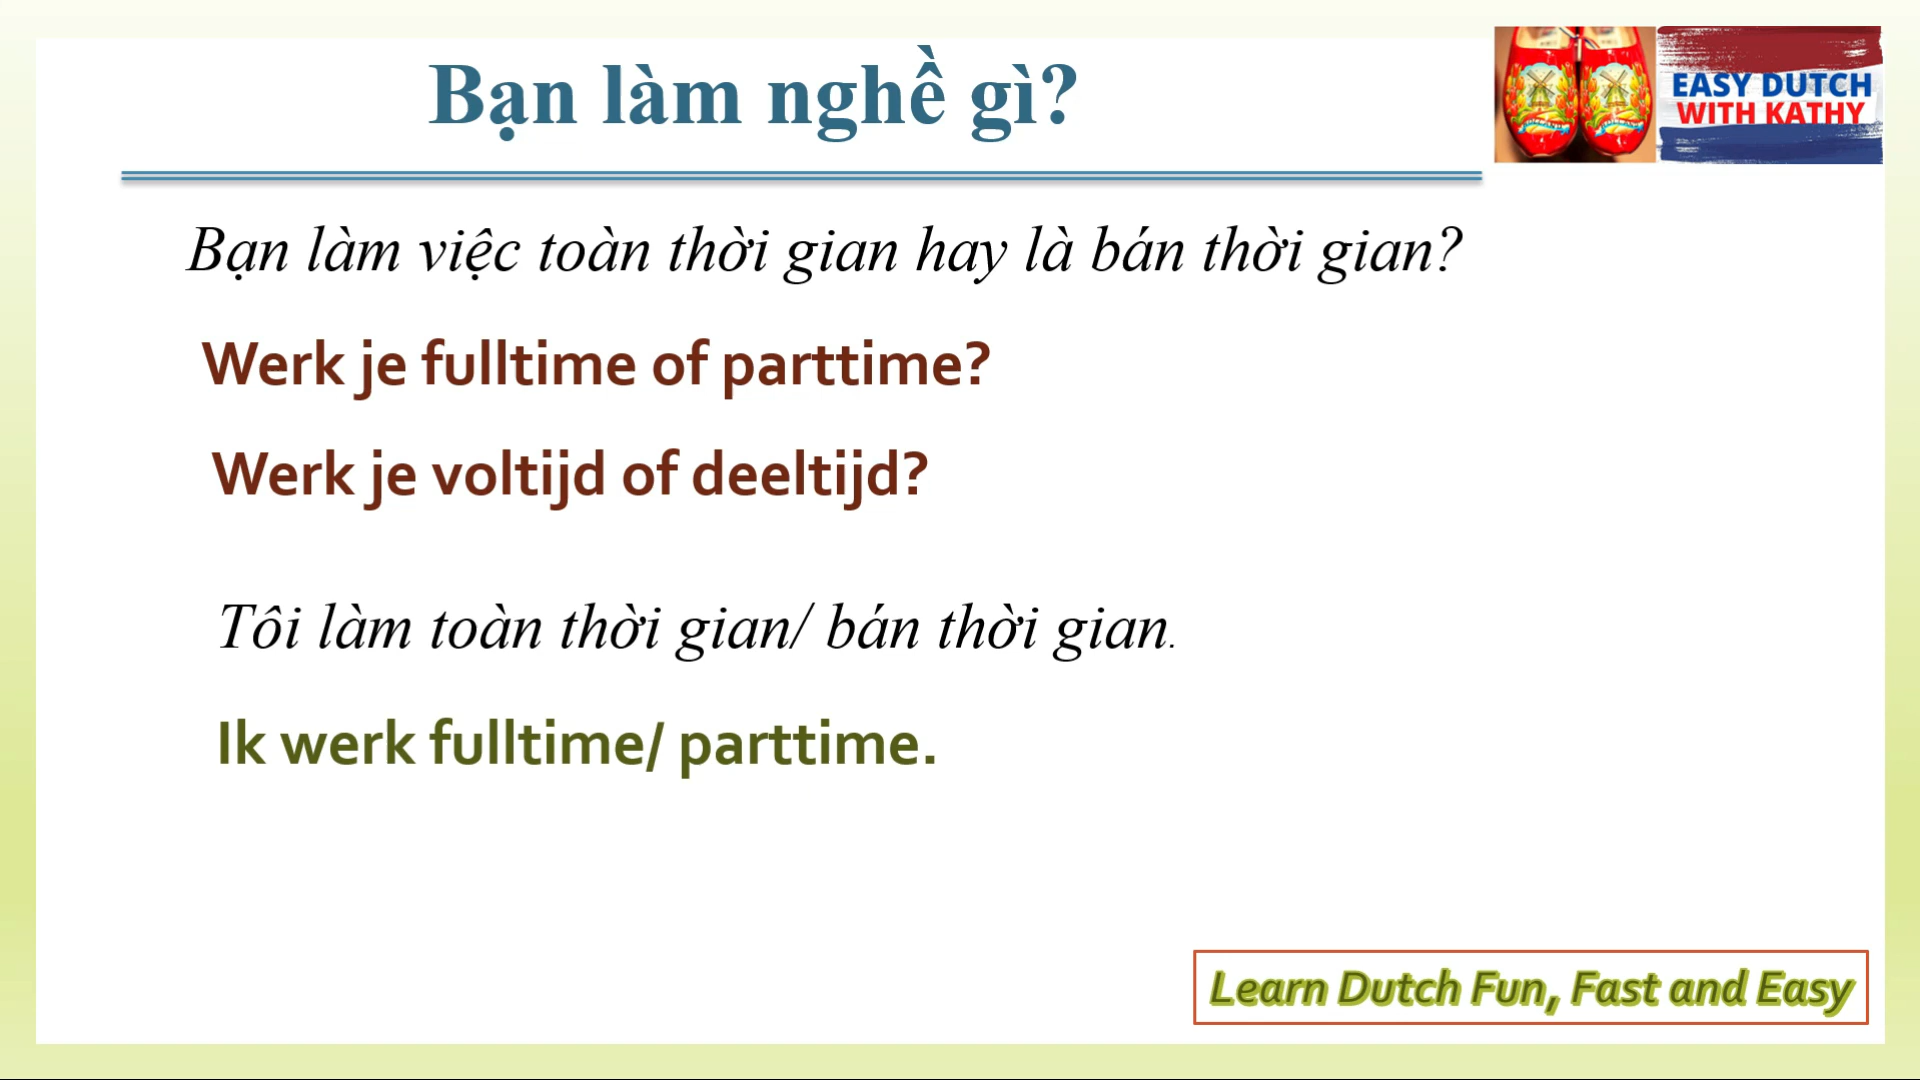 Bạn làm nghề gì?
EASY DUTCH
WITH KATHY
Bạn làm việc toàn thời gian hay là bán thời gian?
Werk je fulltime of parttime?
Werk je voltijd of deeltijd?
Tôi làm toàn thời gian/ bán thời gian.
Ik werk fulltime/ parttime.
Learn Dutch Fun, Fast and Easy